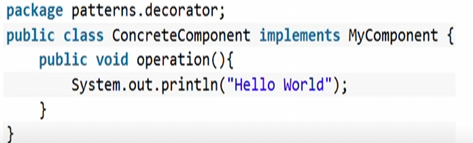 package patterns.decorator;
public class ConcreteComponent implements MyComponent {
    public void operation(){
        System.out.println("Hello World");
    }
}